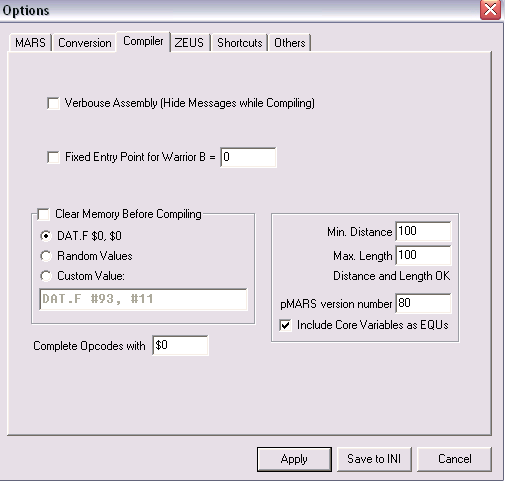 Options
MARS Conversion Compiler ZEUS Shortcuts Others
Verbouse Assembly (Hide Messages while Compiling)
Fixed Entry Point for Warrior B = 0
Clear Memory Before Compiling
DAT.F $0, $0
Random Values
Custom Value:
DAT.F #93, #11
Complete Opcodes with $0
Min. Distance 100
Max. Length 100
Distance and Length OK
pMARS version number 80
Include Core Variables as EQUs
Apply Save to INI Cancel